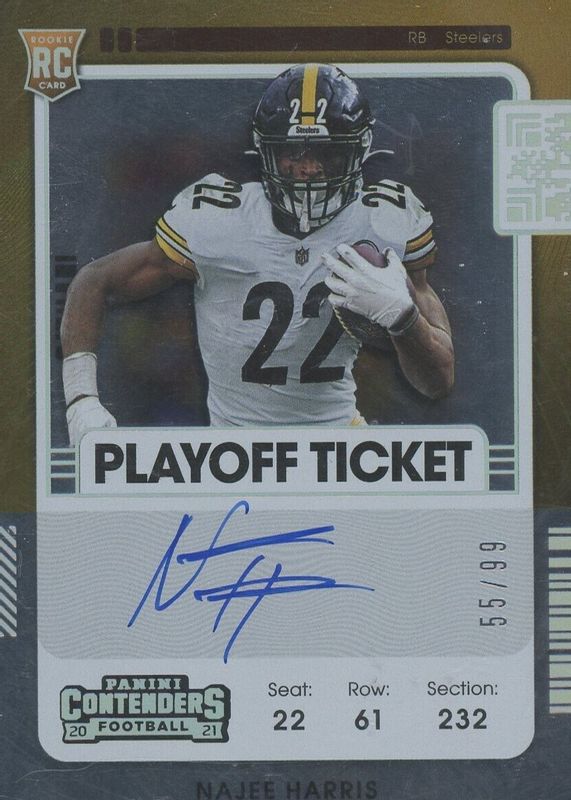 ROOKIE
RC
CARD
RB Steelers
22
Steelers
22 22
22
PLAYOFF TICKET
55/99
PANINI
CONTENDERS
FOOTBALL
20 21
Seat: Row: Section:
22 61 232
NAJEE HARRIS